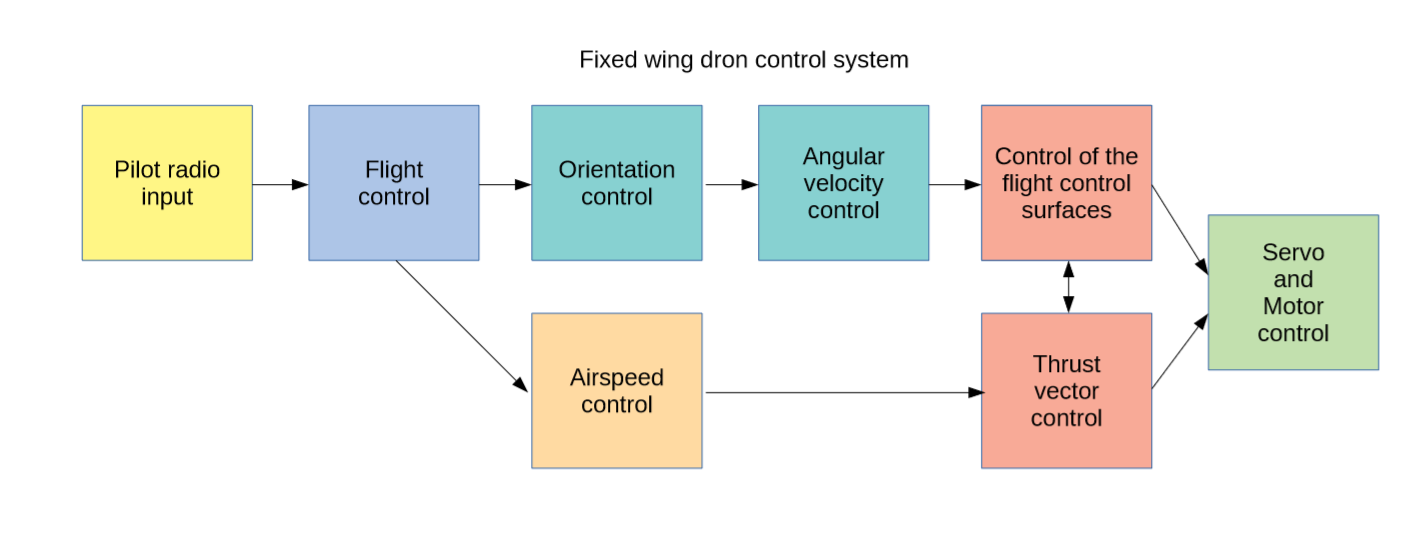 Fixed wing dron control system
Pilot radio
input
Flight
control
Orientation
control
Angular
velocity
control
Control of the
flight control
surfaces
Servo
and
Motor
control
Airspeed
control
Thrust
vector
control